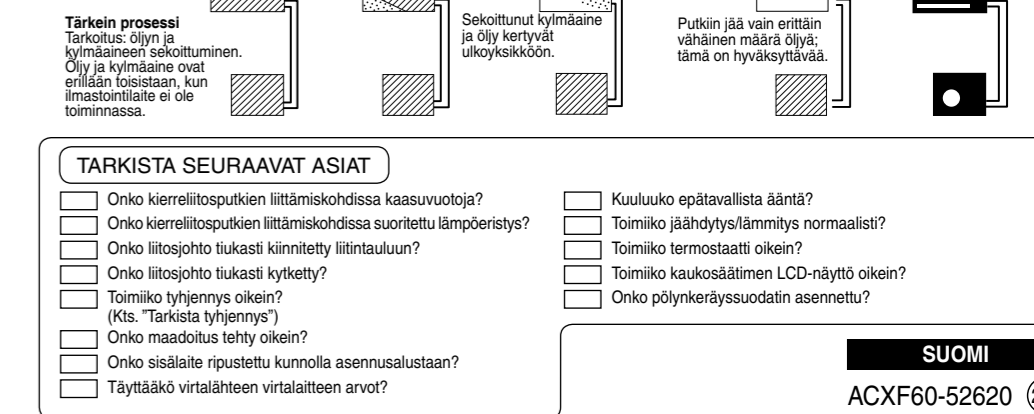 Tärkein prosessi
Tarkoitus: öljyn ja
kylmäaineen sekoittuminen.
Öljy ja kylmäaine ovat
erillään toisistaan, kun
ilmastointilaite ei ole
toiminnassa.
Sekoittunut kylmäaine
ja öljy kertyvät
ulkoyksikköön.
Putkiin jää vain erittäin
vähäinen määrä öljyä;
tämä on hyväksyttävää.
TARKISTA SEURAAVAT ASIAT
Onko kierreliitosputkien liittämiskohdissa kaasuvuotoja?
Onko kierreliitosputkien liittämiskohdissa suoritettu lämpöeristys?
Onko liitosjohto tiukasti kiinnitetty liitintauluun?
Onko liitosjohto tiukasti kytketty?
Toimiiko tyhjennys oikein?
(Kts. "Tarkista tyhjennys")
Onko maadoitus tehty oikein?
Onko sisälaite ripustettu kunnolla asennusalustaan?
Täyttääkö virtalähteen virtalaitteen arvot?
Kuuluuko epätavallista ääntä?
Toimiiko jäähdytys/lämmitys normaalisti?
Toimiiko termostaatti oikein?
Toimiiko kaukosäätimen LCD-näyttö oikein?
Onko pölynkeräyssuodatin asennettu?
SUOMI
ACXF60-52620